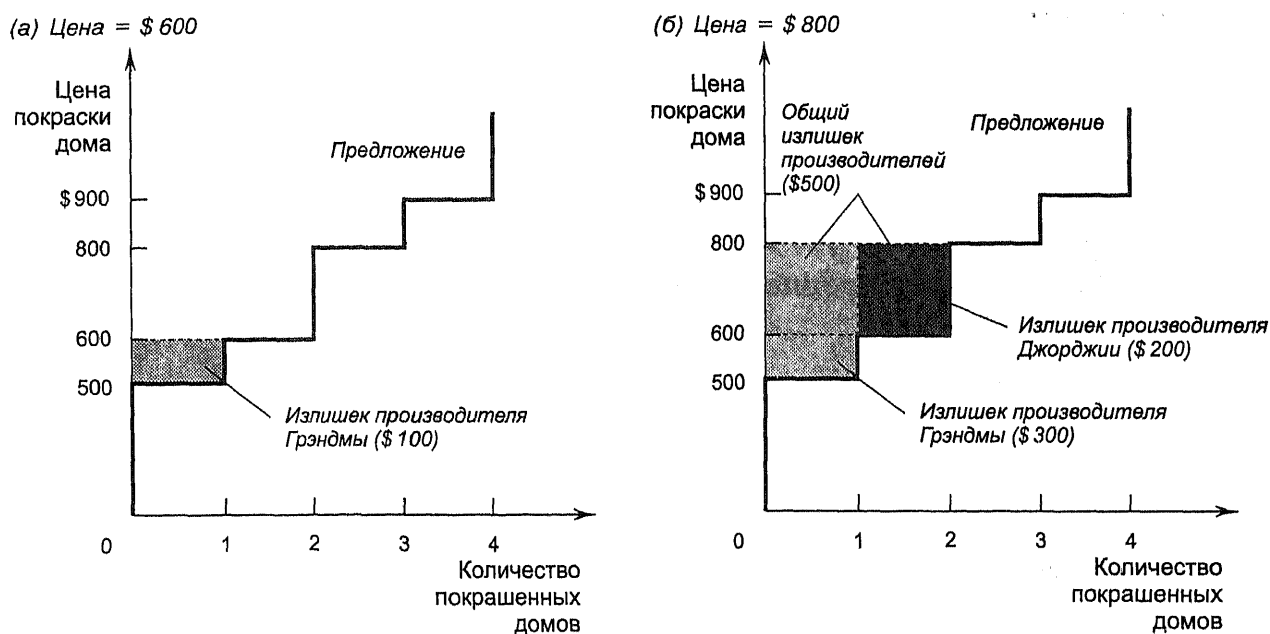 (а) Цена = $ 600
Цена
покраски
дома
Предложение
$ 900
800
600
500
Излишек производителя
Грэндмы ($ 100)
0
1
2
3
4
Количество
покрашенных
домов
(б) Цена = $ 800
Цена
покраски
дома
Общий
излишек
производителей
($500)
Предложение
$ 900
800
600
500
Излишек производителя
Джорджии ($ 200)
Излишек производителя
Грэндмы ($ 300)
0
1
2
3
4
Количество
покрашенных
домов